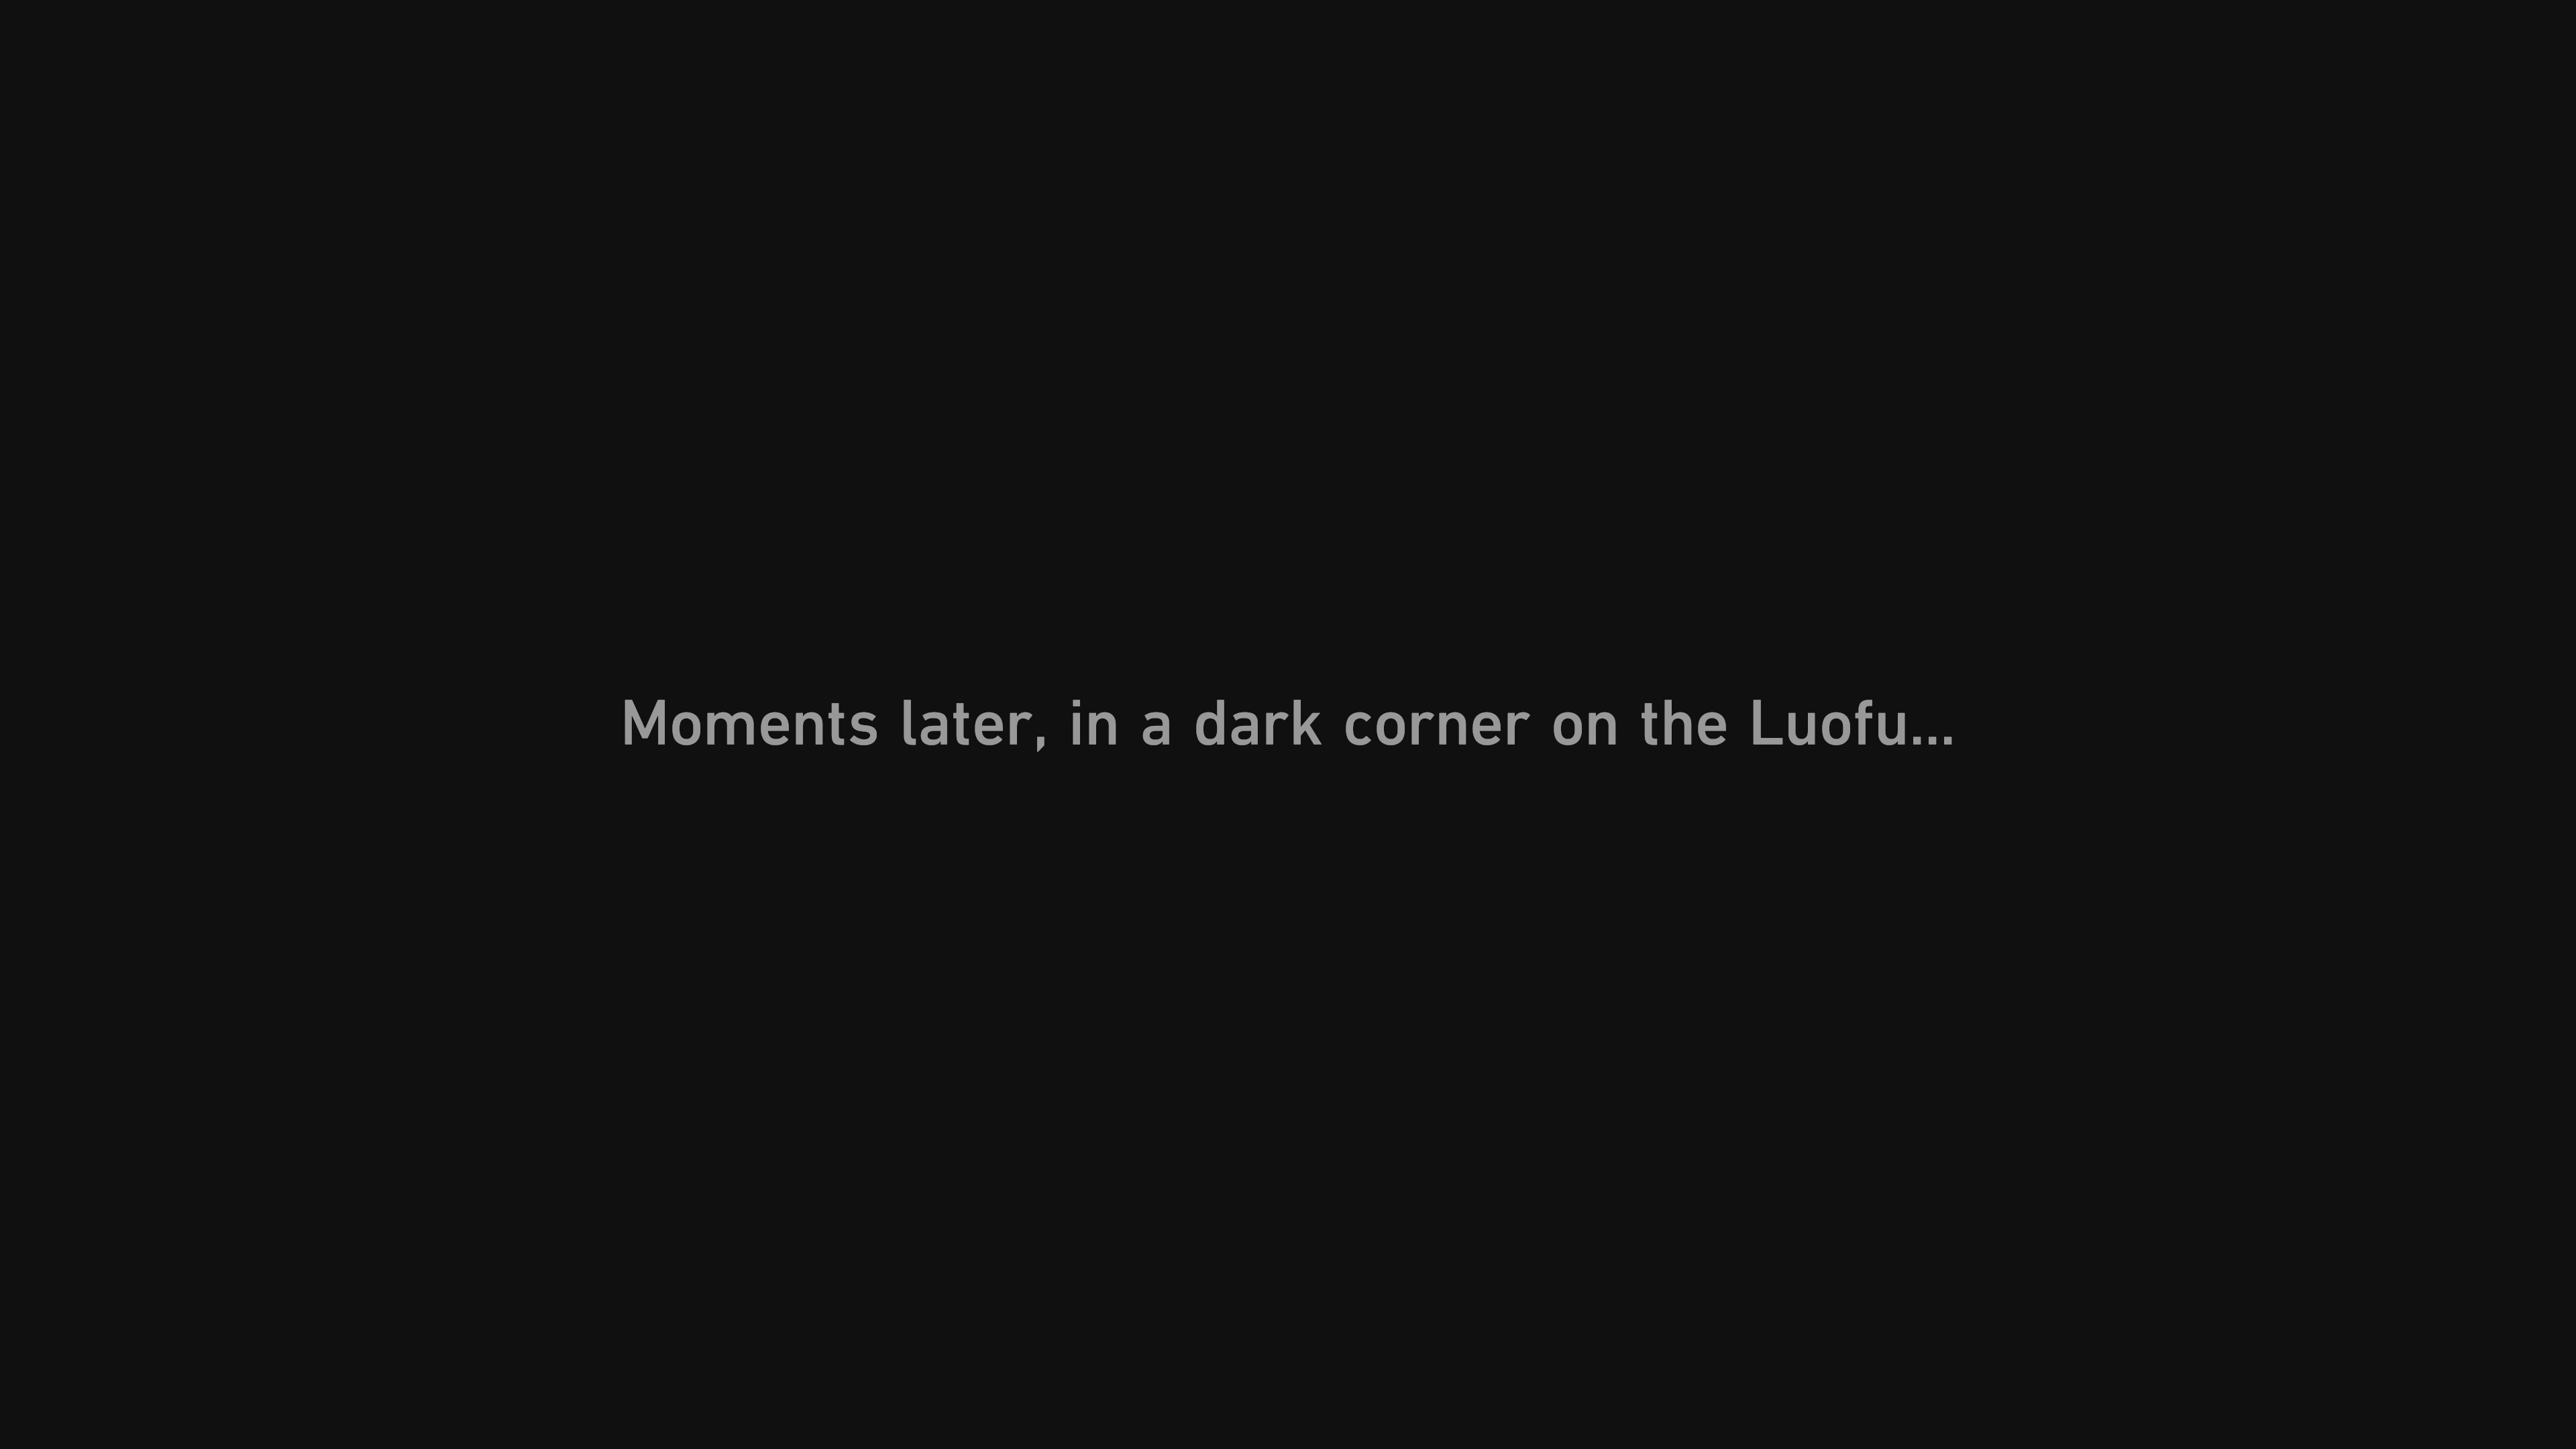 Moments later, in a dark corner on the Luofu...